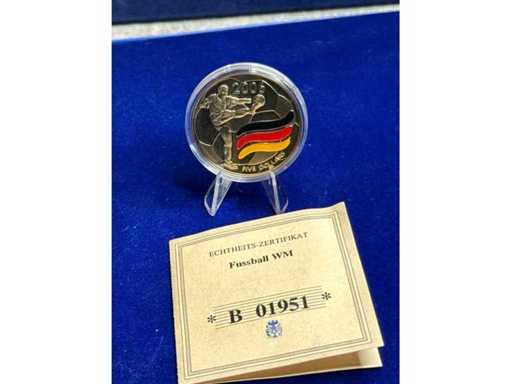 2006
FIVE DOLLARS
ECHTHEITS-ZERTIFIKAT
Fussball WM
* B 01951 *